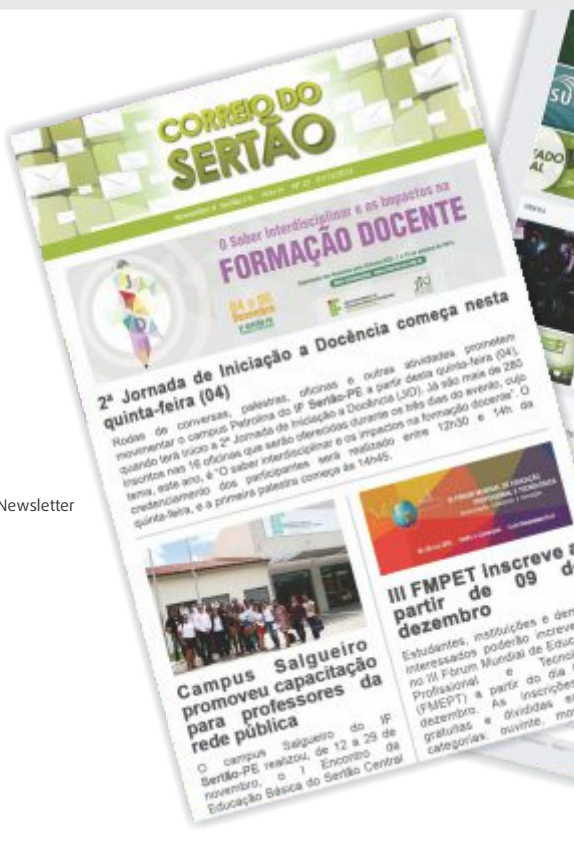 Newsletter
CORREIO DO
SERTÃO
O Saber Interdisciplinar e os Impactos na
FORMAÇÃO DOCENTE
04 a 06
2ª Jornada de Iniciação a Docência começa nesta
quinta-feira (04)
Rodas de conversas, palestras, oficinas e outras atividades prometem
movimentar o campus Petrolina do IF Sertão-PE a partir desta quinta-feira (04),
quando terá início a 2ª Jornada de Iniciação a Docência (JID). Já são mais de 280
inscritos nas 16 oficinas que serão oferecidas durante os três dias do evento, cujo
tema, este ano, é "O saber interdisciplinar e os impactos na formação docente". O
credenciamento dos participantes será realizado entre 12h30 e 14h da
quinta-feira, e a primeira palestra começa às 14h45.
Campus Salgueiro
promoveu capacitação
para professores da
rede pública
O campus Salgueiro do IF
Sertão-PE realizou, de 12 a 29 de
novembro, o I Encontro da
Educação Básica do Sertão Central
III FÓRUM MUNDIAL DE EDUCAÇÃO
PROFISSIONAL E TECNOLÓGICA
III FMPET inscreve a
partir de 09 de
dezembro
Estudantes, instituições e
interessados poderão
no III Fórum Mundial de
Profissional e
(FMEPT) a partir do dia
dezembro. As inscrições
gratuitas e divididas
categorias: ouvinte,